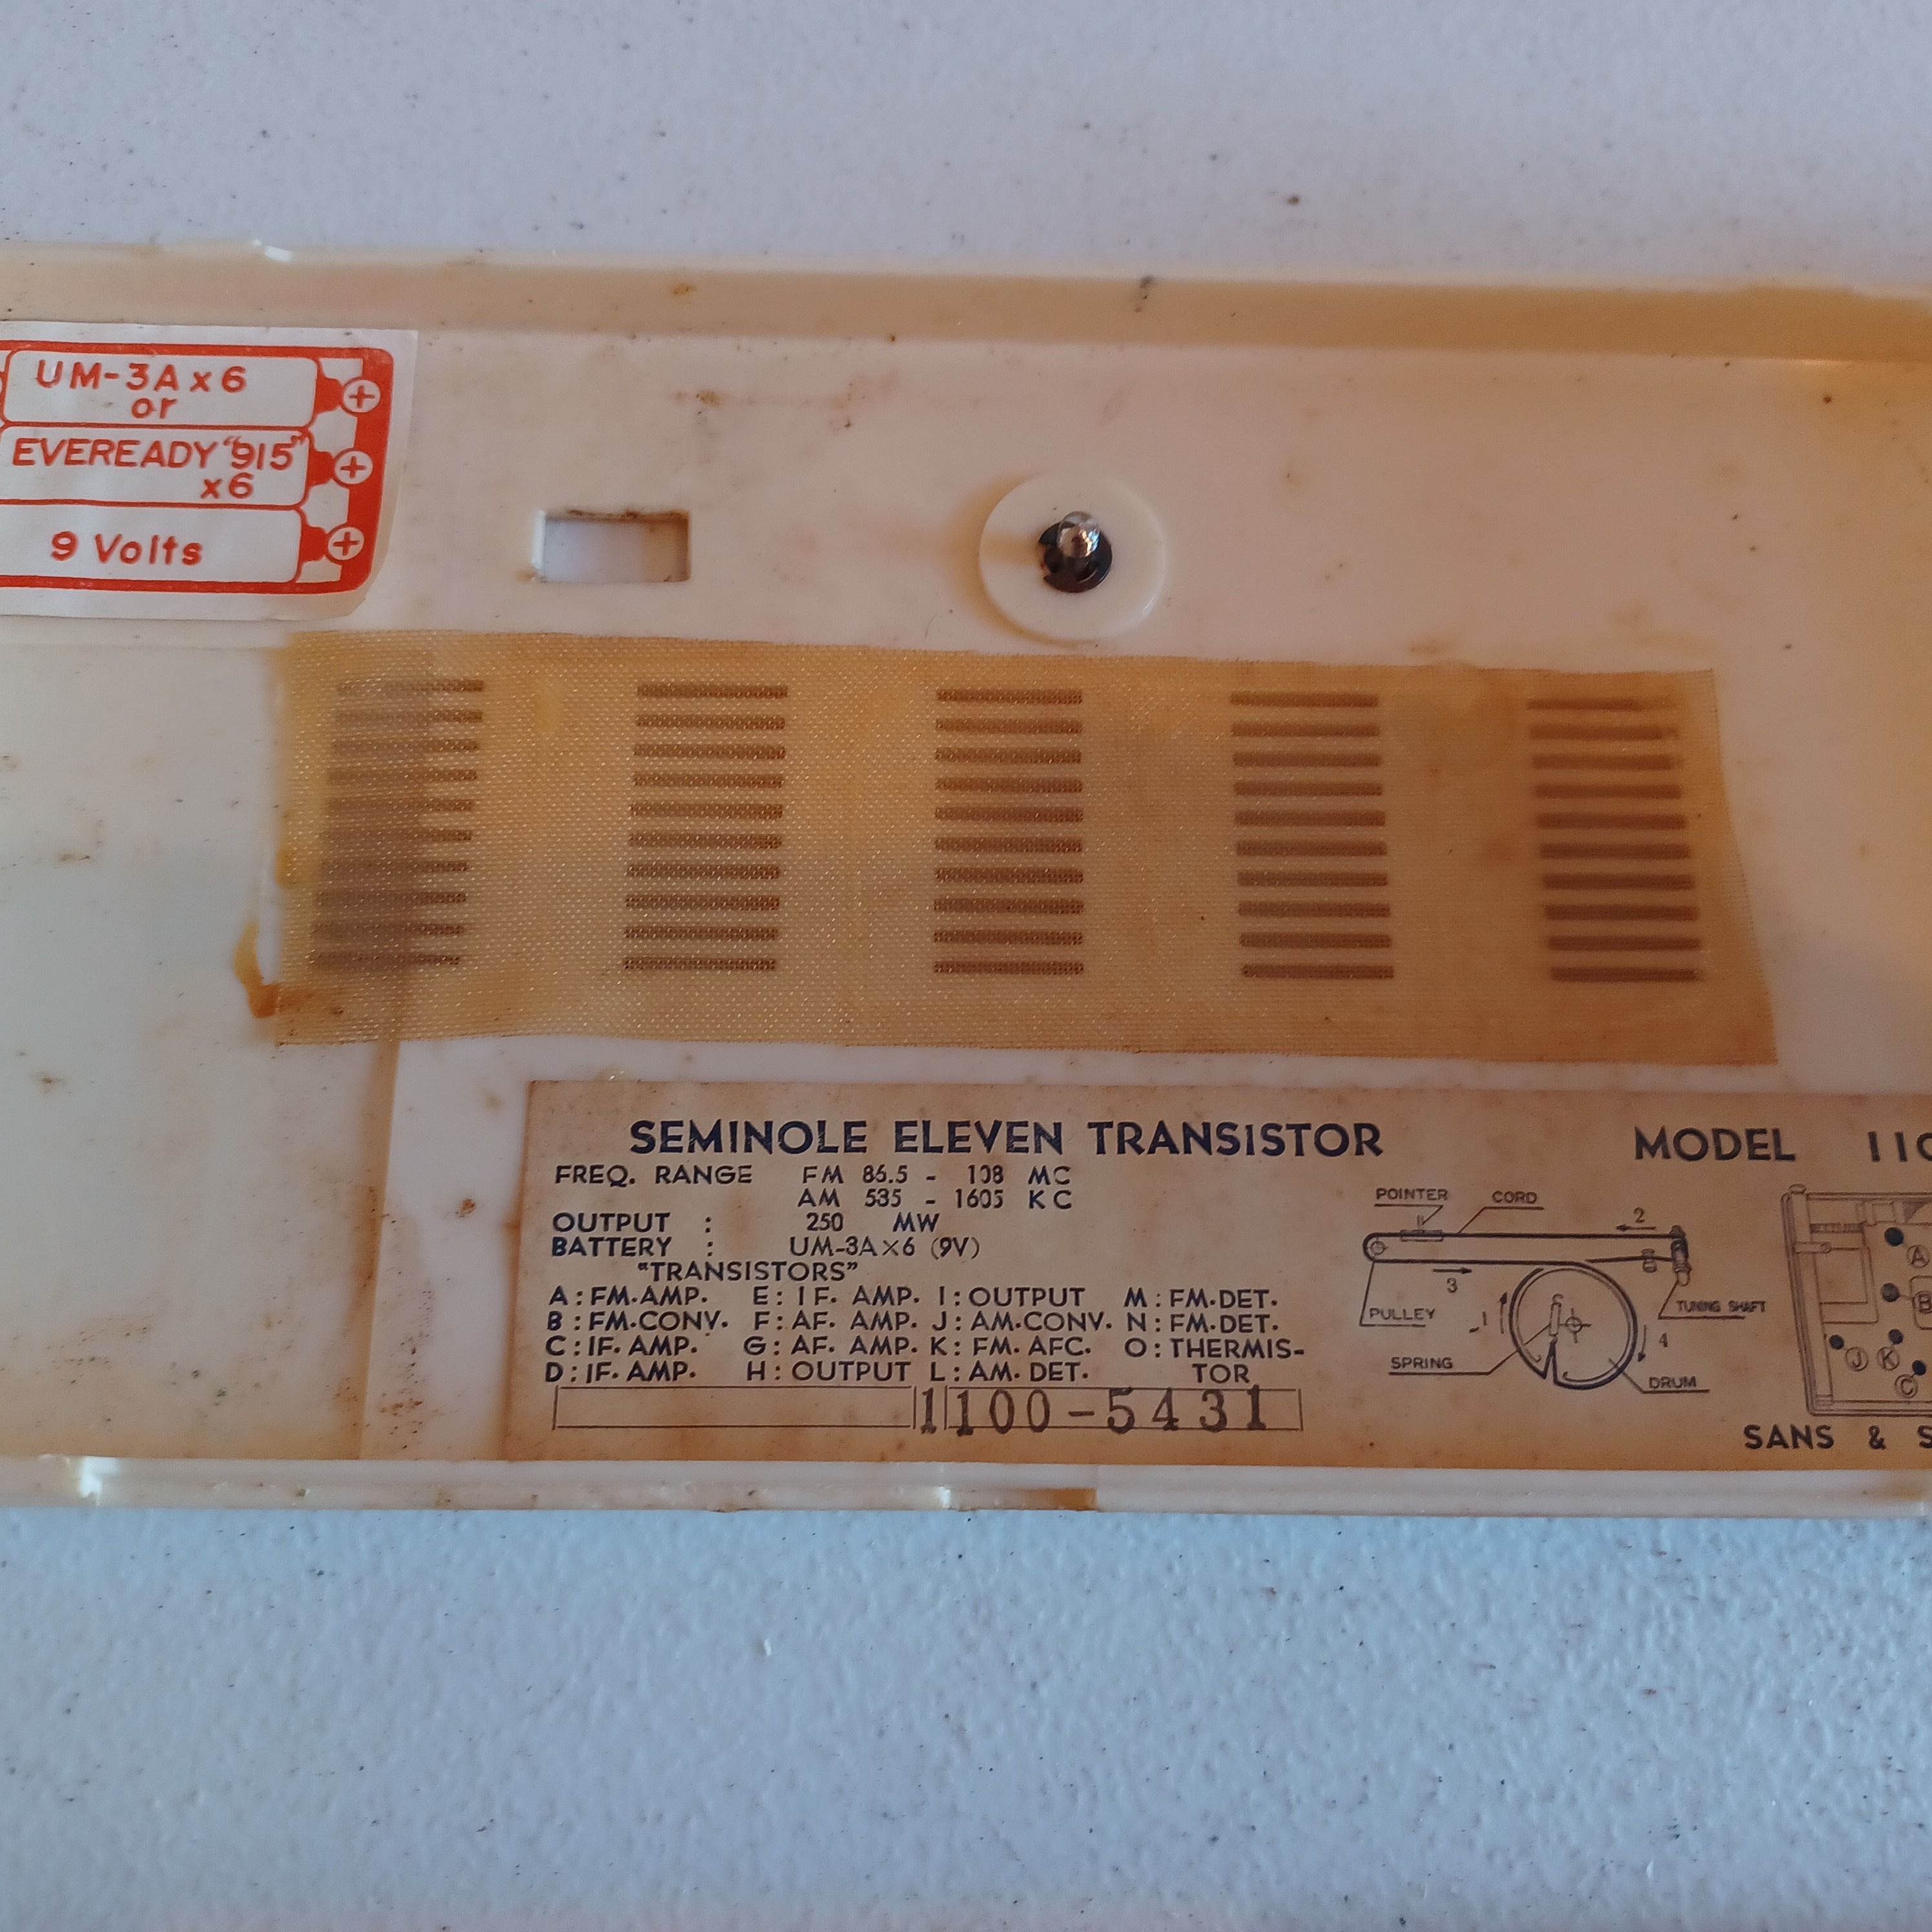 UM-3A x 6
or
EVEREADY "915"
x6
9 Volts
+
+
+
SEMINOLE ELEVEN TRANSISTOR
MODEL 110
FREQ. RANGE FM 86.5 - 108 MC
AM 535 - 1605 KC
OUTPUT : 250 MW
BATTERY : UM-3A×6 (9V)
"TRANSISTORS"
A : FM. AMP. E : IF. AMP. I : OUTPUT M : FM. DET.
B : FM. CONV. F : AF. AMP. J : AM. CONV. N : FM. DET.
C : IF. AMP. G : AF. AMP. K : FM. AFC. O : THERMIS-
D : IF. AMP. H : OUTPUT L : AM. DET. TOR
1100-5431
POINTER CORD
2
3
PULLEY
1
TUNING SHAFT
4
SPRING
DRUM
A
B
J K
C
SANS & S